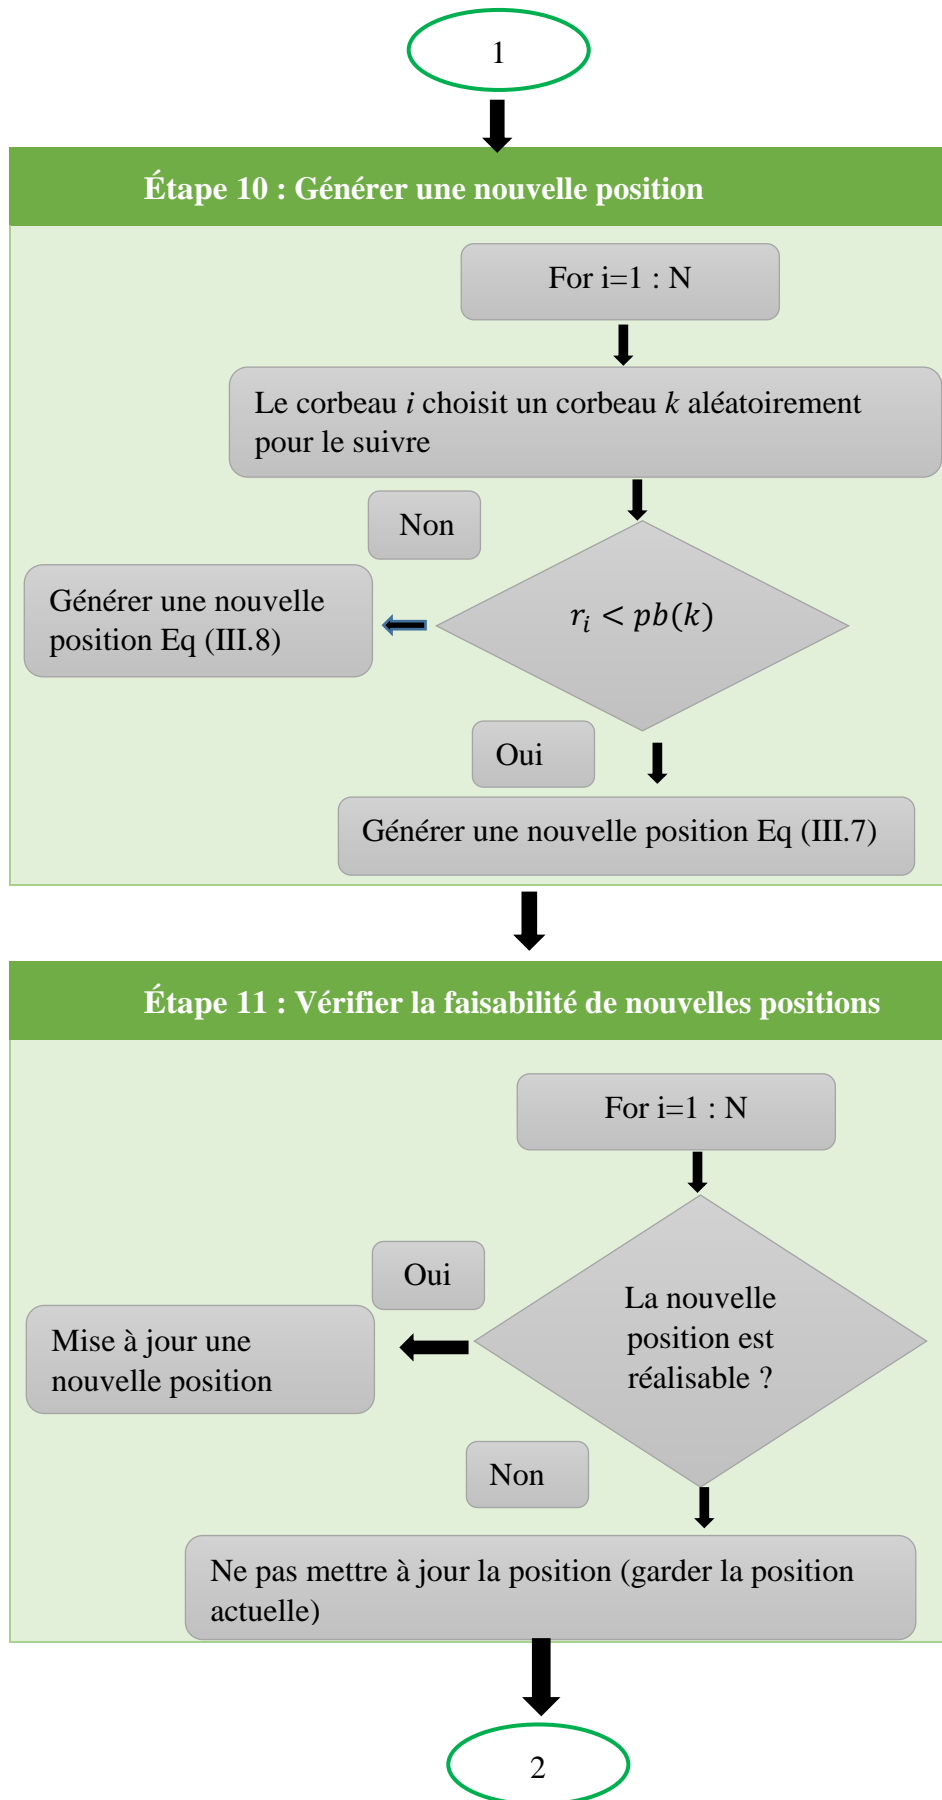 1
Étape 10 : Générer une nouvelle position
For i=1 : N
Le corbeau i choisit un corbeau k aléatoirement
pour le suivre
Non
Générer une nouvelle
position Eq (III.8)
r_i < pb(k)
Oui
Générer une nouvelle position Eq (III.7)
Étape 11 : Vérifier la faisabilité de nouvelles positions
For i=1 : N
Oui
La nouvelle
position est
réalisable ?
Mise à jour une
nouvelle position
Non
Ne pas mettre à jour la position (garder la position
actuelle)
2